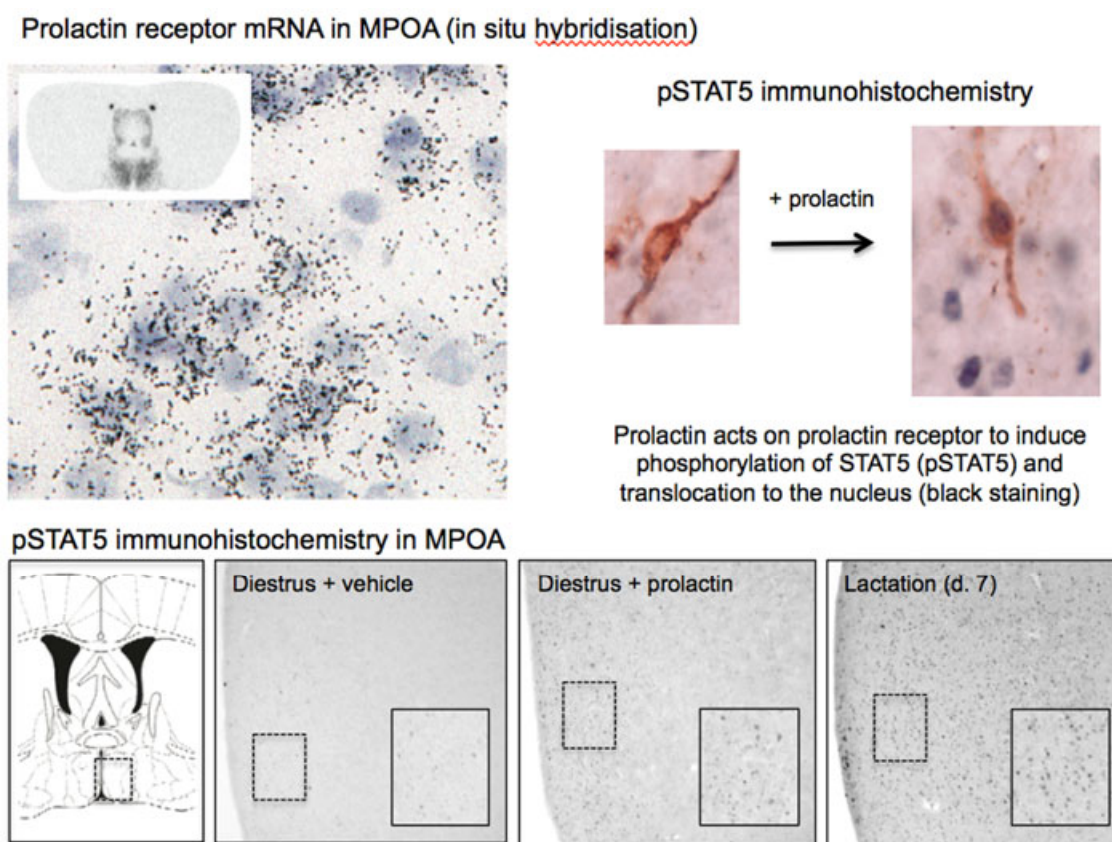 Prolactin receptor mRNA in MPOA (in situ hybridisation)
pSTAT5 immunohistochemistry
+ prolactin
Prolactin acts on prolactin receptor to induce
phosphorylation of STAT5 (pSTAT5) and
translocation to the nucleus (black staining)
pSTAT5 immunohistochemistry in MPOA
Diestrus + vehicle
Diestrus + prolactin
Lactation (d. 7)